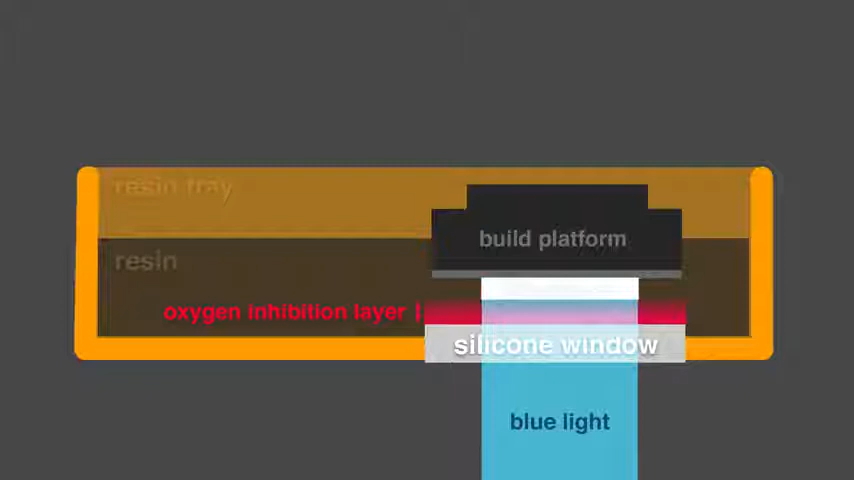 resin tray
build platform
resin
oxygen inhibition layer
silicone window
blue light